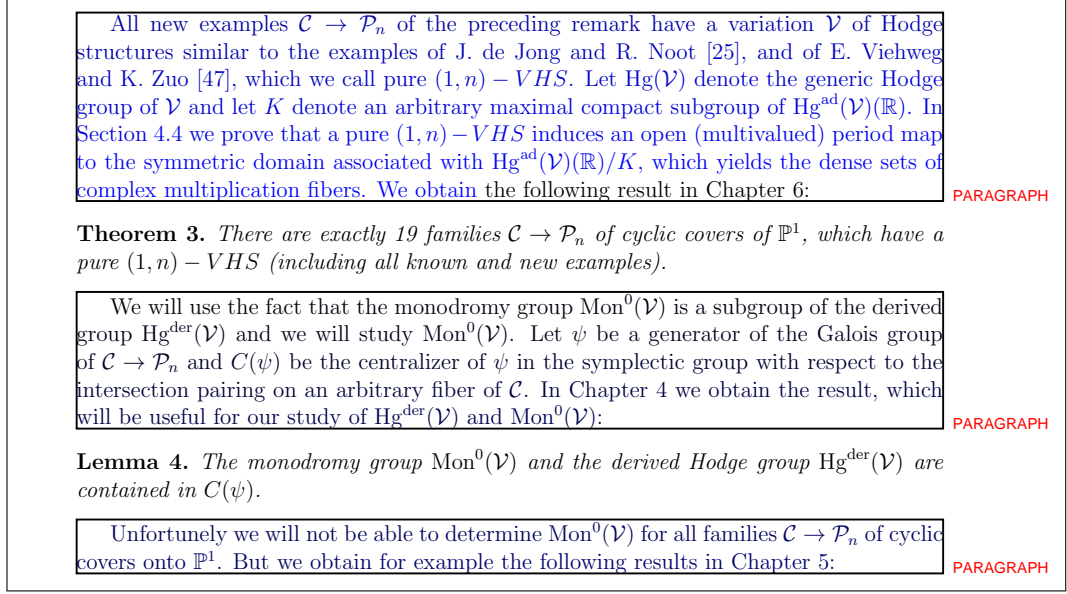 All new examples 𝒞 → 𝒫ₙ of the preceding remark have a variation 𝒱 of Hodge
structures similar to the examples of J. de Jong and R. Noot [25], and of E. Viehweg
and K. Zuo [47], which we call pure (1, n) − VHS. Let Hg(𝒱) denote the generic Hodge
group of 𝒱 and let K denote an arbitrary maximal compact subgroup of Hg^ad(𝒱)(ℝ). In
Section 4.4 we prove that a pure (1, n) − VHS induces an open (multivalued) period map
to the symmetric domain associated with Hg^ad(𝒱)(ℝ)/K, which yields the dense sets of
complex multiplication fibers. We obtain the following result in Chapter 6:
PARAGRAPH
Theorem 3. There are exactly 19 families 𝒞 → 𝒫ₙ of cyclic covers of ℙ¹, which have a
pure (1, n) − VHS (including all known and new examples).
We will use the fact that the monodromy group Mon⁰(𝒱) is a subgroup of the derived
group Hg^der(𝒱) and we will study Mon⁰(𝒱). Let ψ be a generator of the Galois group
of 𝒞 → 𝒫ₙ and C(ψ) be the centralizer of ψ in the symplectic group with respect to the
intersection pairing on an arbitrary fiber of 𝒞. In Chapter 4 we obtain the result, which
will be useful for our study of Hg^der(𝒱) and Mon⁰(𝒱):
PARAGRAPH
Lemma 4. The monodromy group Mon⁰(𝒱) and the derived Hodge group Hg^der(𝒱) are
contained in C(ψ).
Unfortunely we will not be able to determine Mon⁰(𝒱) for all families 𝒞 → 𝒫ₙ of cyclic
covers onto ℙ¹. But we obtain for example the following results in Chapter 5:
PARAGRAPH